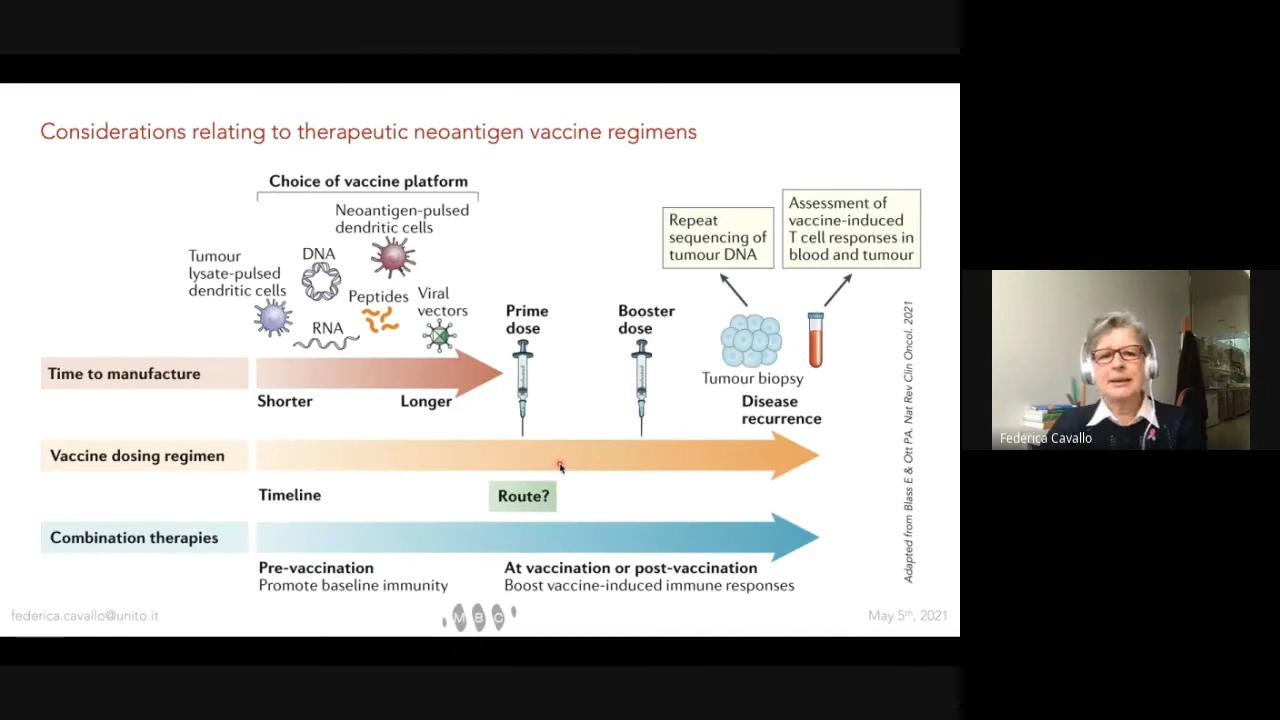 Considerations relating to therapeutic neoantigen vaccine regimens
Choice of vaccine platform
Neoantigen-pulsed
dendritic cells
Tumour
lysate-pulsed
dendritic cells
DNA
Peptides
Viral
vectors
RNA
Prime
dose
Booster
dose
Repeat
sequencing of
tumour DNA
Assessment of
vaccine-induced
T cell responses in
blood and tumour
Tumour biopsy
Disease
recurrence
Time to manufacture
Shorter
Longer
Vaccine dosing regimen
Timeline
Route?
Combination therapies
Pre-vaccination
Promote baseline immunity
At vaccination or post-vaccination
Boost vaccine-induced immune responses
Adapted from Blass E & Ott PA. Nat Rev Clin Oncol. 2021
federica.cavallo@unito.it
M B C
May 5th, 2021
Federica Cavallo